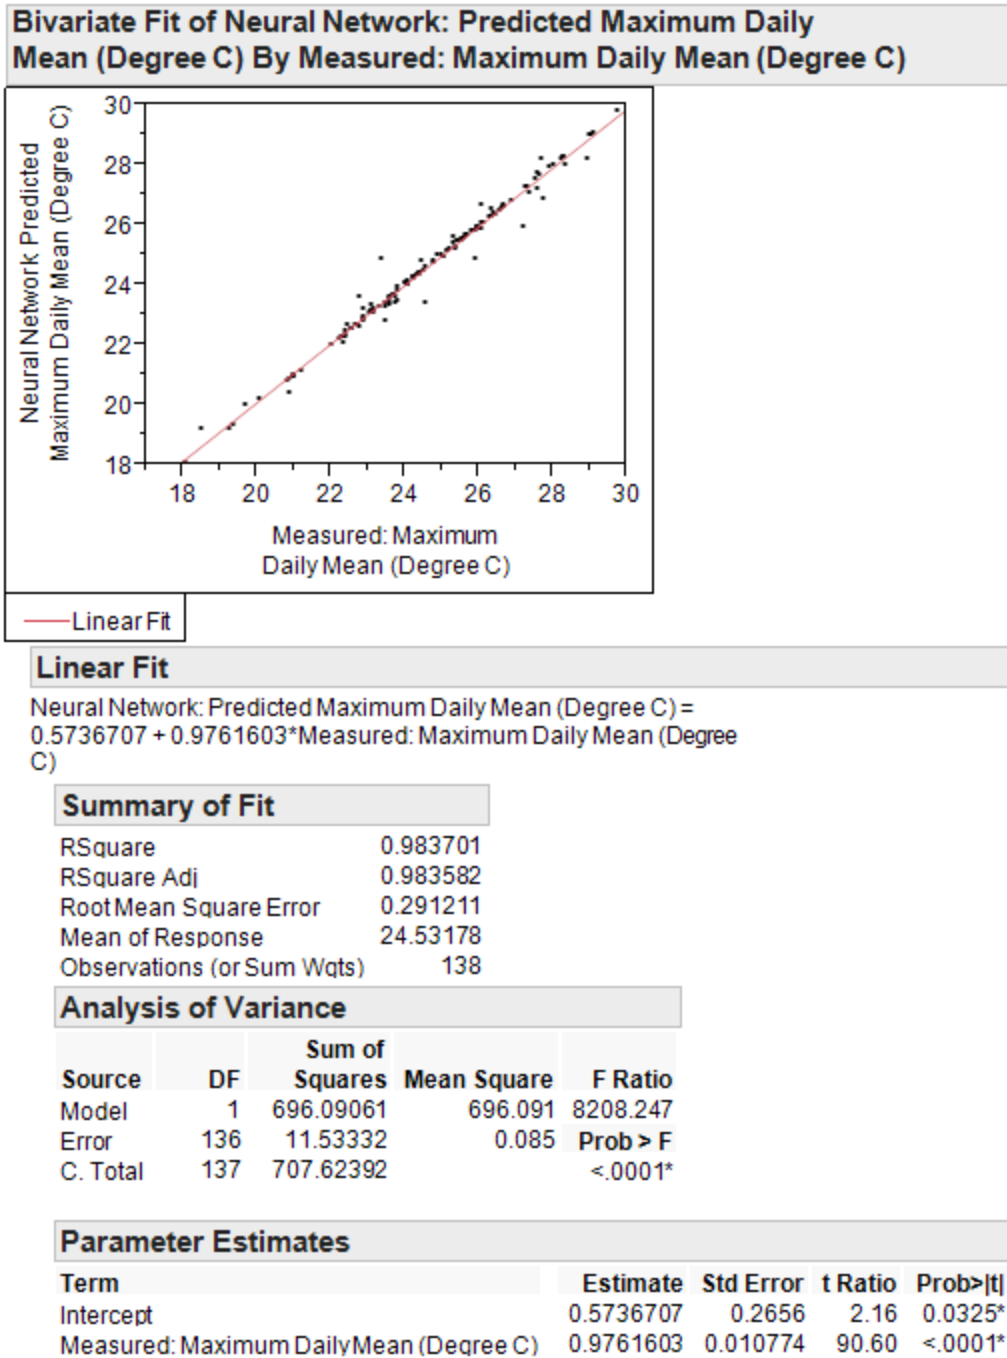 Bivariate Fit of Neural Network: Predicted Maximum Daily
Mean (Degree C) By Measured: Maximum Daily Mean (Degree C)
Neural Network Predicted
Maximum Daily Mean (Degree C)
30
28
26
24
22
20
18
18 20 22 24 26 28 30
Measured: Maximum
Daily Mean (Degree C)
Linear Fit
Linear Fit
Neural Network: Predicted Maximum Daily Mean (Degree C) =
0.5736707 + 0.9761603*Measured: Maximum Daily Mean (Degree
C)
Summary of Fit
RSquare 0.983701
RSquare Adj 0.983582
Root Mean Square Error 0.291211
Mean of Response 24.53178
Observations (or Sum Wgts) 138
Analysis of Variance
Sum of
Source DF Squares Mean Square F Ratio
Model 1 696.09061 696.091 8208.247
Error 136 11.53332 0.085 Prob > F
C. Total 137 707.62392 <.0001*
Parameter Estimates
Term Estimate Std Error t Ratio Prob>|t|
Intercept 0.5736707 0.2656 2.16 0.0325*
Measured: Maximum Daily Mean (Degree C) 0.9761603 0.010774 90.60 <.0001*